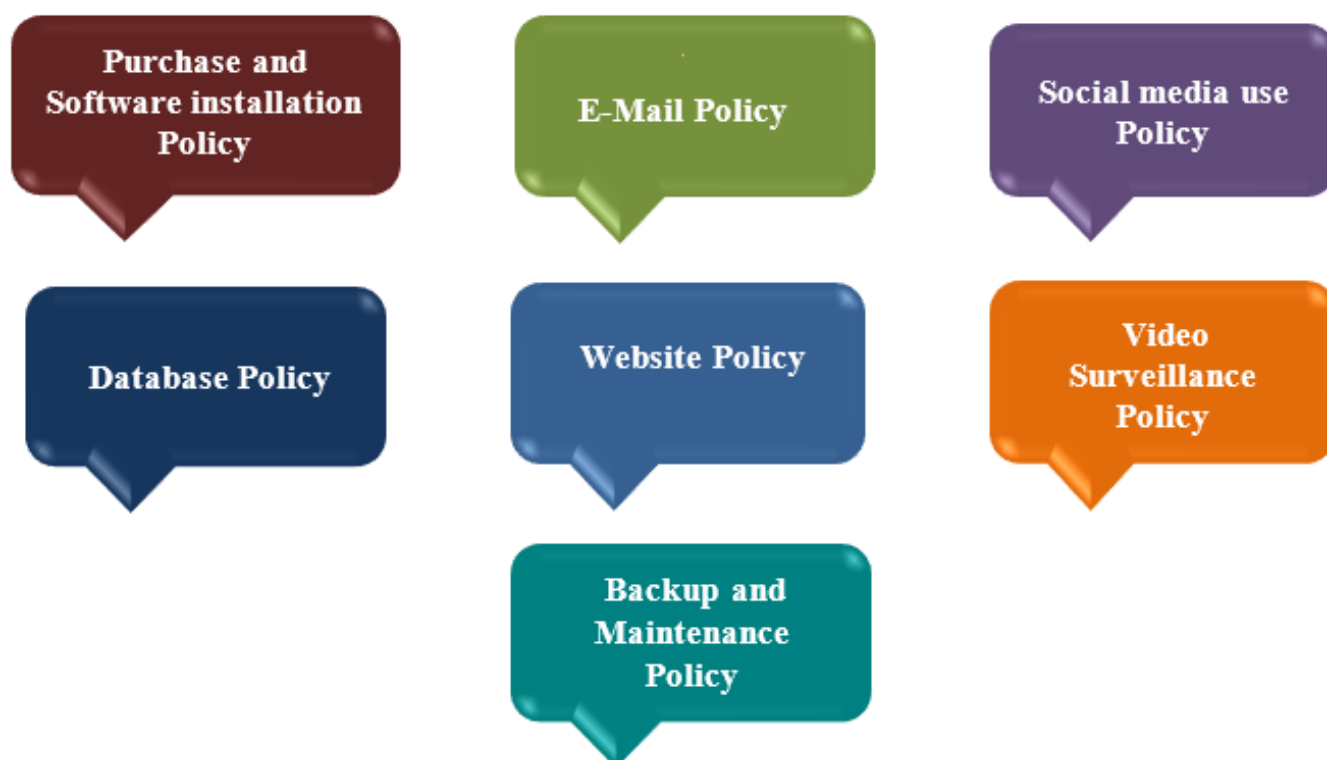 Purchase and
Software installation
Policy
E-Mail Policy
Social media use
Policy
Database Policy
Website Policy
Video
Surveillance
Policy
Backup and
Maintenance
Policy